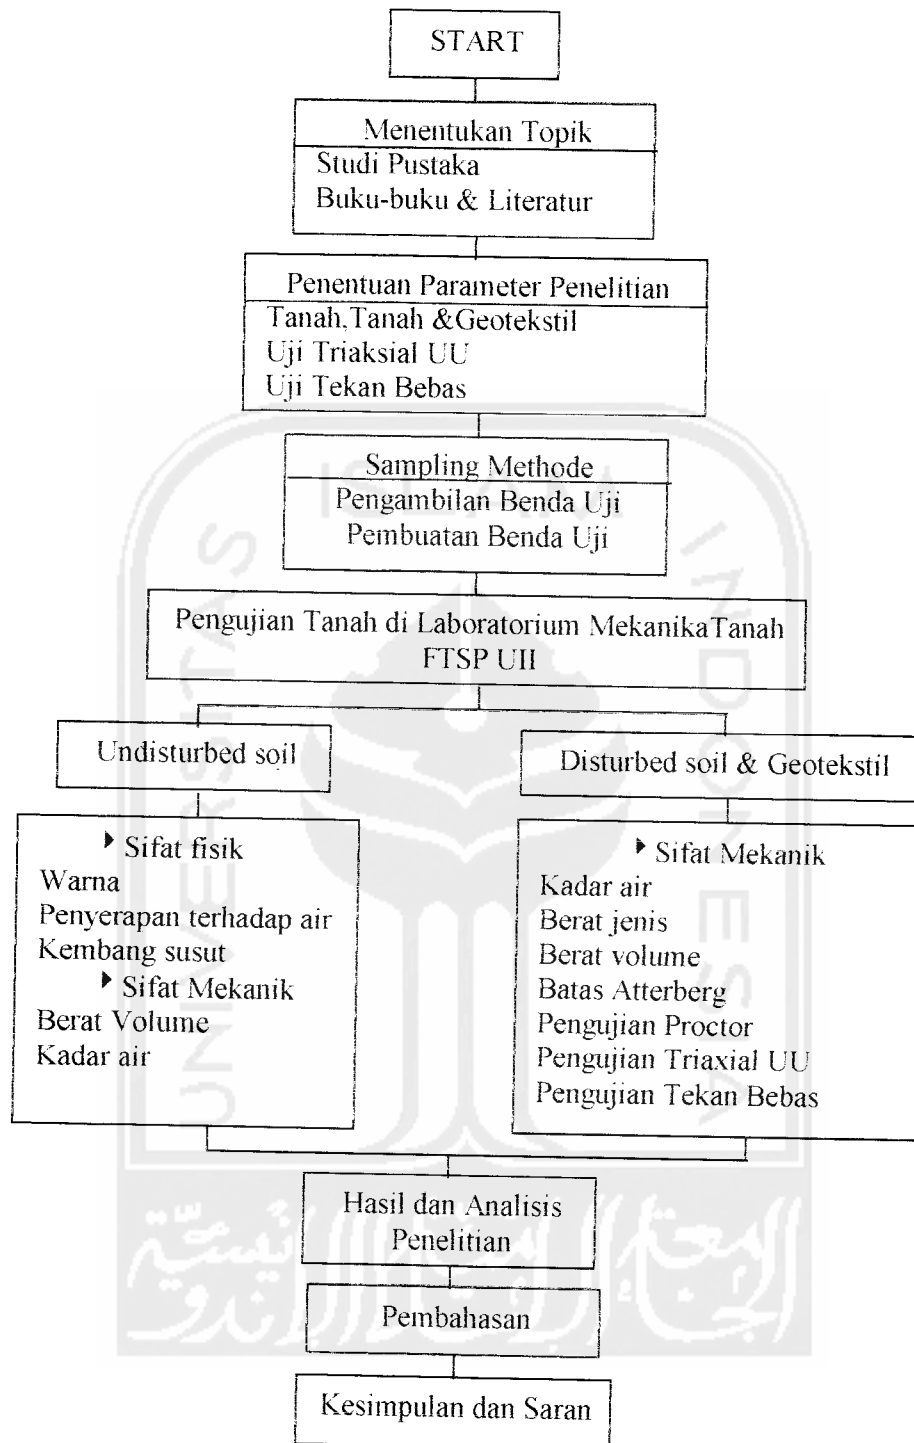 START
Menentukan Topik
Studi Pustaka
Buku-buku & Literatur
Penentuan Parameter Penelitian
Tanah,Tanah &Geotekstil
Uji Triaksial UU
Uji Tekan Bebas
Sampling Methode
Pengambilan Benda Uji
Pembuatan Benda Uji
Pengujian Tanah di Laboratorium MekanikaTanah
FTSP UII
Undisturbed soil
Disturbed soil & Geotekstil
Sifat fisik
Warna
Penyerapan terhadap air
Kembang susut
Sifat Mekanik
Berat Volume
Kadar air
Sifat Mekanik
Kadar air
Berat jenis
Berat volume
Batas Atterberg
Pengujian Proctor
Pengujian Triaxial UU
Pengujian Tekan Bebas
Hasil dan Analisis
Penelitian
Pembahasan
Kesimpulan dan Saran
UNIVERSITAS ISLAM INDONESIA